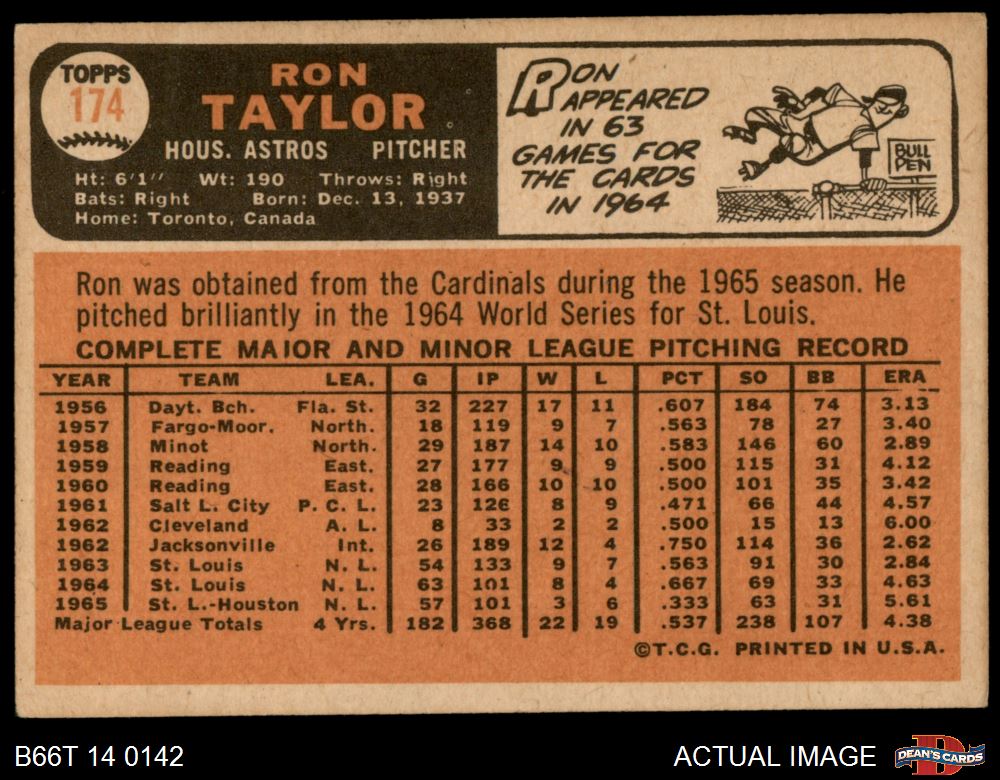 TOPPS
174
RON
TAYLOR
HOUS. ASTROS PITCHER
Ht: 6'1" Wt: 190 Throws: Right
Bats: Right Born: Dec. 13, 1937
Home: Toronto, Canada
RON
APPEARED
IN 63
GAMES FOR
THE CARDS
IN 1964
BULL
PEN
Ron was obtained from the Cardinals during the 1965 season. He
pitched brilliantly in the 1964 World Series for St. Louis.
COMPLETE MAJOR AND MINOR LEAGUE PITCHING RECORD
YEAR TEAM LEA. G IP W L PCT SO BB ERA
1956 Dayt. Bch. Fla. St. 32 227 17 11 .607 184 74 3.13
1957 Fargo-Moor. North. 18 119 9 7 .563 78 27 3.40
1958 Minot North. 29 187 14 10 .583 146 60 2.89
1959 Reading East. 27 177 9 9 .500 115 31 4.12
1960 Reading East. 28 166 10 10 .500 101 35 3.42
1961 Salt L. City P. C. L. 23 126 8 9 .471 66 44 4.57
1962 Cleveland A. L. 8 33 2 2 .500 15 13 6.00
1962 Jacksonville Int. 26 189 12 4 .750 114 36 2.62
1963 St. Louis N. L. 54 133 9 7 .563 91 30 2.84
1964 St. Louis N. L. 63 101 8 4 .667 69 33 4.63
1965 St. L.-Houston N. L. 57 101 3 6 .333 63 31 5.61
Major League Totals 4 Yrs. 182 368 22 19 .537 238 107 4.38
©T.C.G. PRINTED IN U.S.A.
B66T 14 0142
ACTUAL IMAGE
DEAN'S CARDS